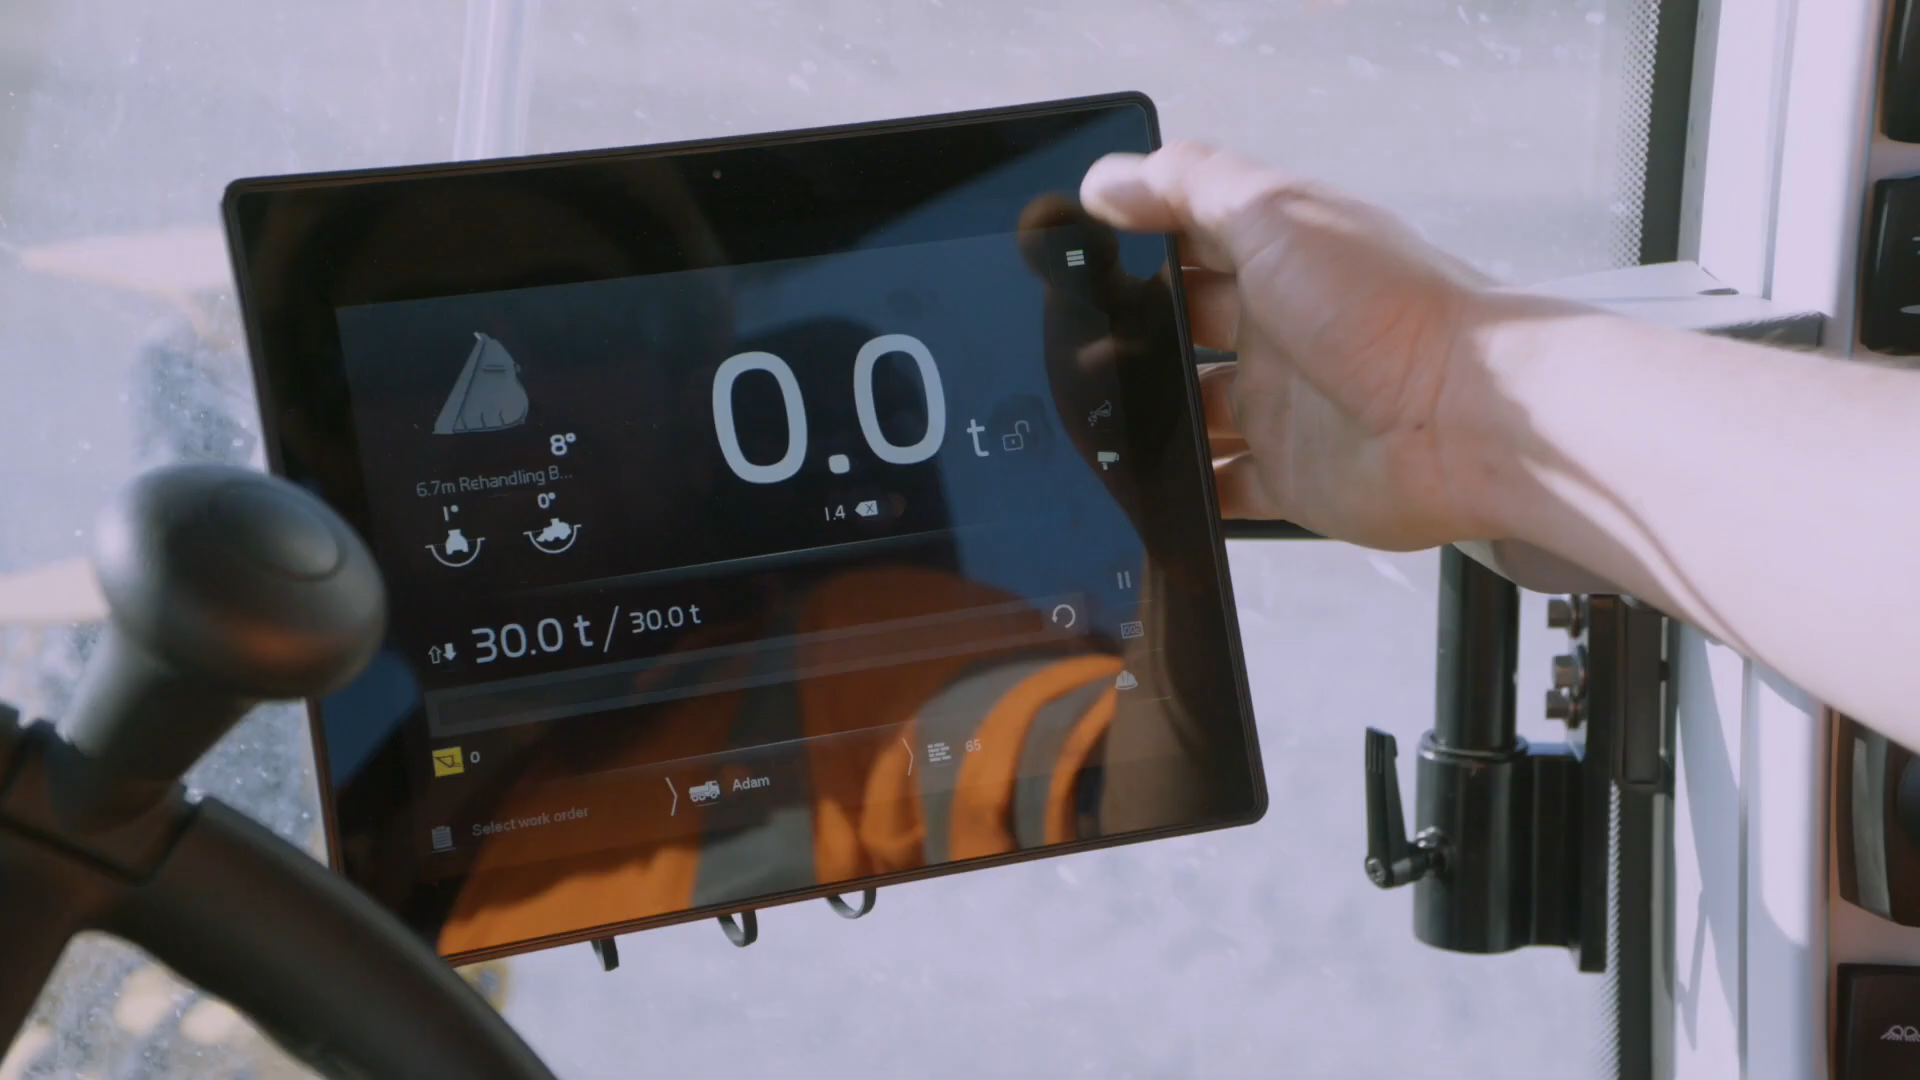 0.0 t
8°
6.7m Rehandling B...
1° 0°
1.4
30.0 t / 30.0 t
0
Select work order
Adam
65